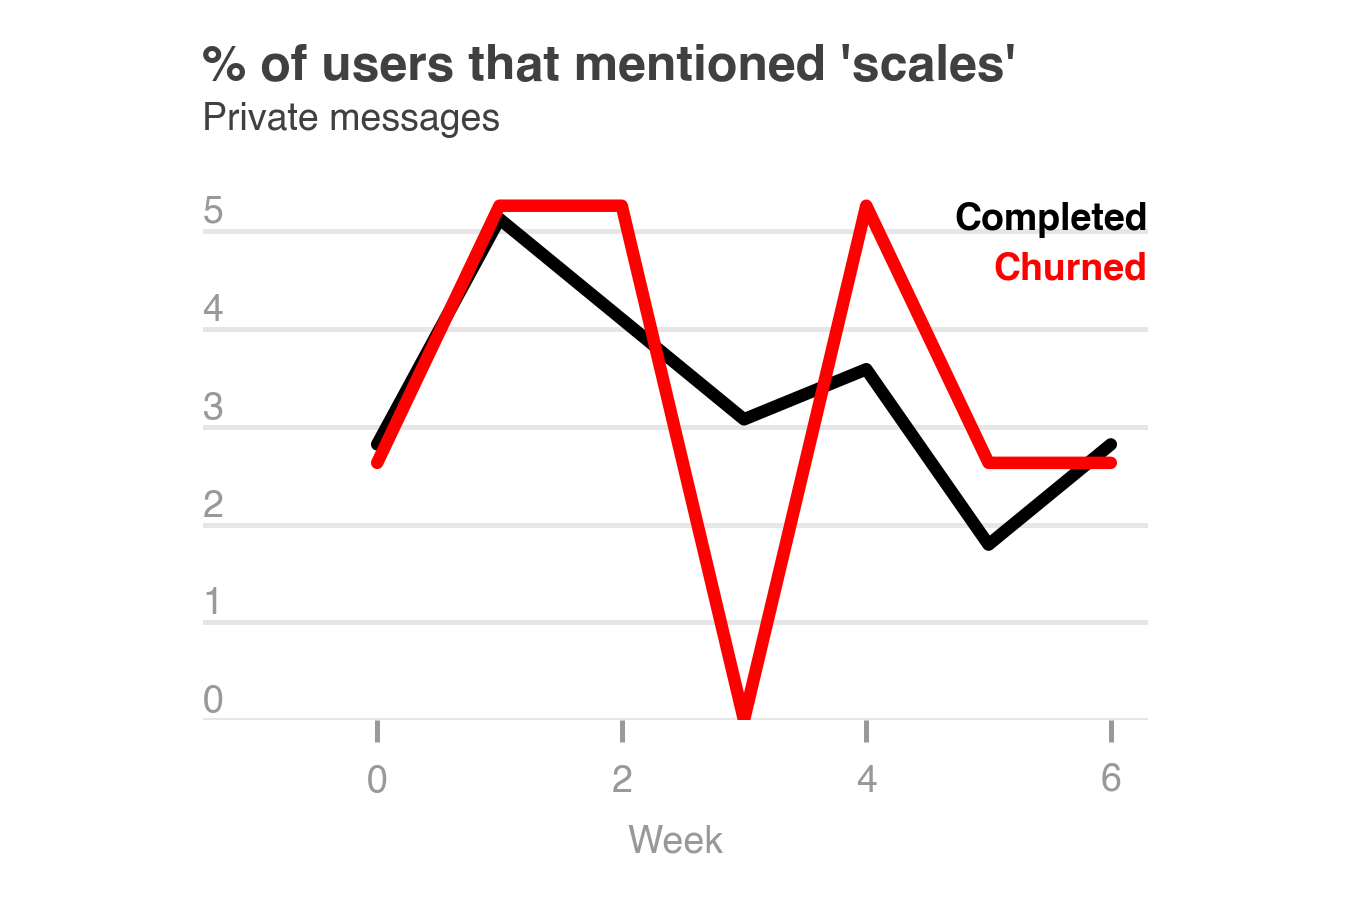 % of users that mentioned 'scales'
Private messages
5
Completed
Churned
4
3
2
1
0
0 2 4 6
Week